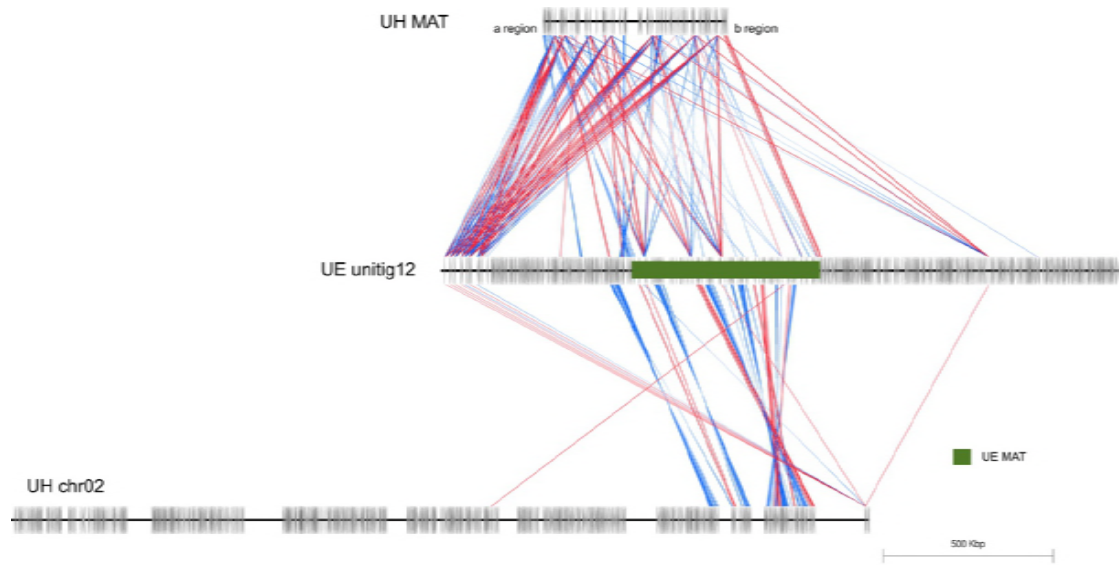 UH MAT
a region
b region
UE unitig12
UE MAT
UH chr02
500 Kbp